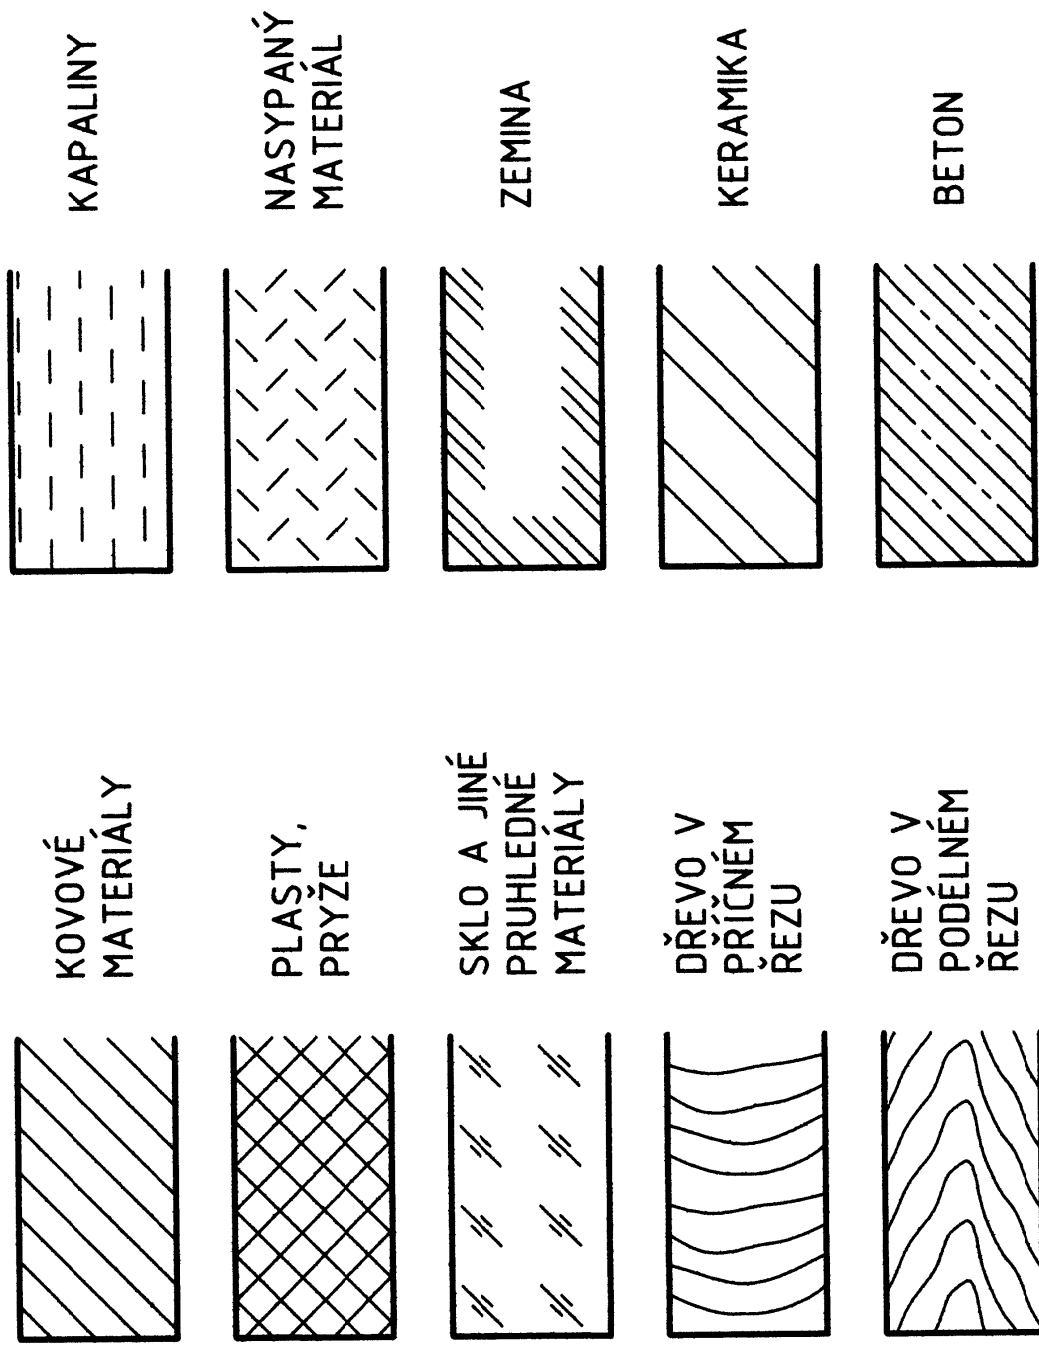 KOVOVÉ
MATERIÁLY
PLASTY,
PRYŽE
SKLO A JINÉ
PRUHLEDNÉ
MATERIÁLY
DŘEVO V
PŘÍČNÉM
ŘEZU
DŘEVO V
PODÉLNÉM
ŘEZU
KAPALINY
NASYPANÝ
MATERIÁL
ZEMINA
KERAMIKA
BETON